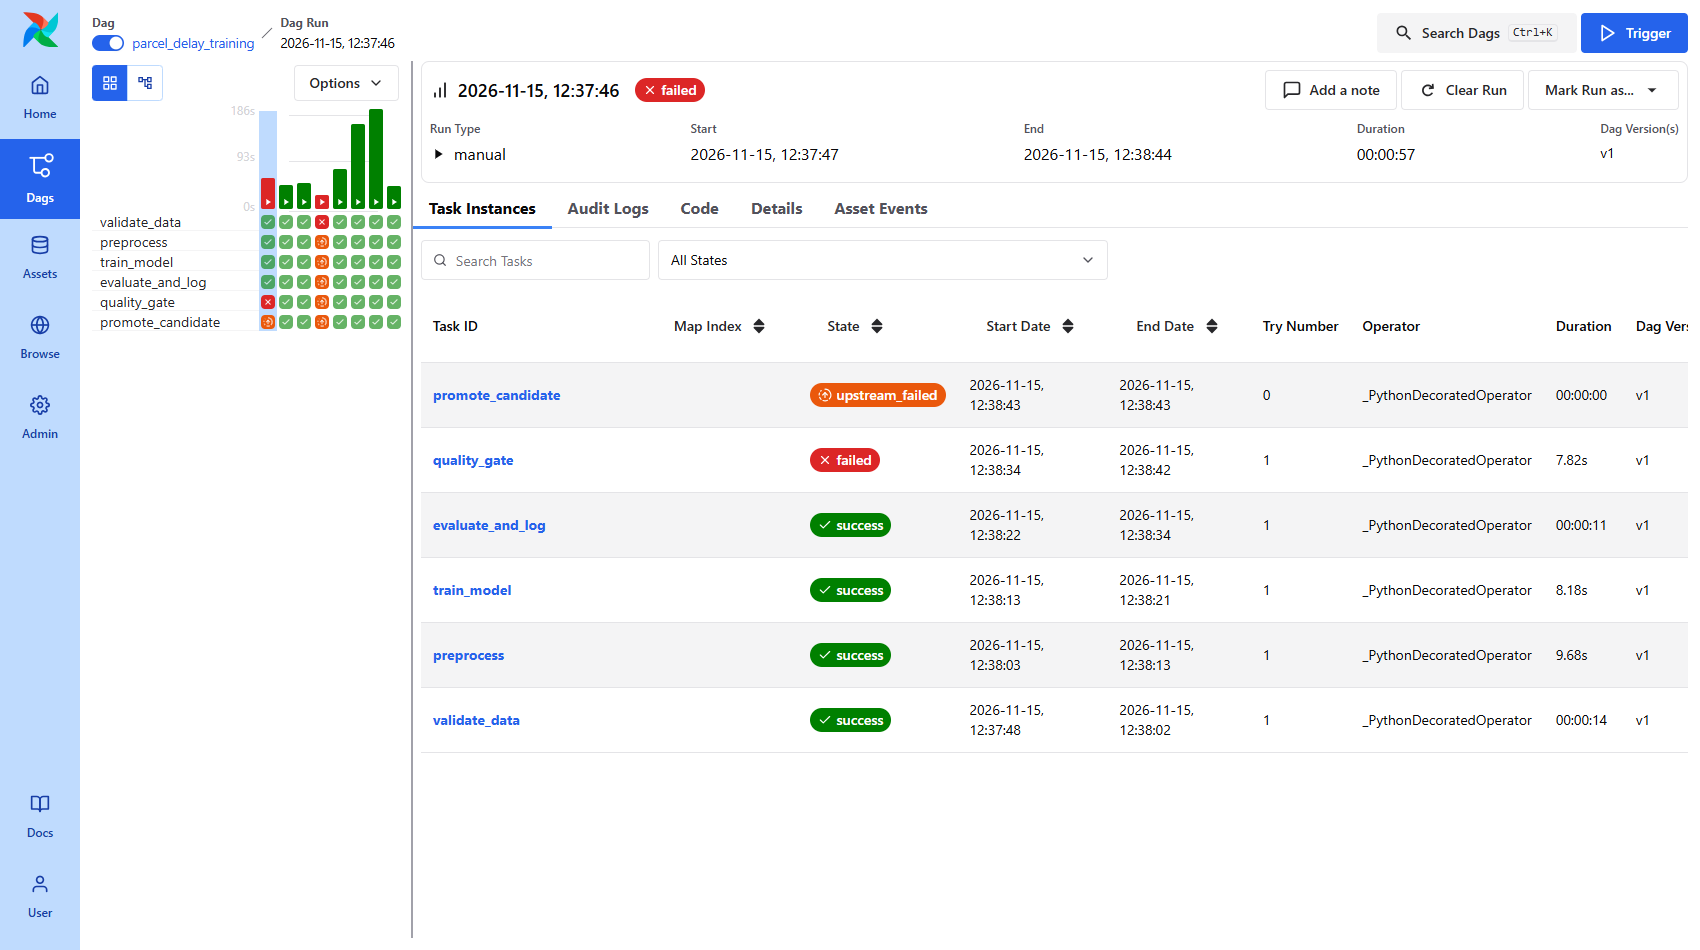 Dag
parcel_delay_training
/
Dag Run
2026-11-15, 12:37:46
Search Dags Ctrl+K
Trigger
Home
Dags
Assets
Browse
Admin
Docs
User
Options
186s
93s
0s
validate_data
preprocess
train_model
evaluate_and_log
quality_gate
promote_candidate
2026-11-15, 12:37:46 failed
Add a note
Clear Run
Mark Run as...
Run Type Start End Duration Dag Version(s)
manual 2026-11-15, 12:37:47 2026-11-15, 12:38:44 00:00:57 v1
Task Instances Audit Logs Code Details Asset Events
Search Tasks
All States
Task ID Map Index State Start Date End Date Try Number Operator Duration Dag Vers
promote_candidate upstream_failed 2026-11-15, 12:38:43 2026-11-15, 12:38:43 0 _PythonDecoratedOperator 00:00:00 v1
quality_gate failed 2026-11-15, 12:38:34 2026-11-15, 12:38:42 1 _PythonDecoratedOperator 7.82s v1
evaluate_and_log success 2026-11-15, 12:38:22 2026-11-15, 12:38:34 1 _PythonDecoratedOperator 00:00:11 v1
train_model success 2026-11-15, 12:38:13 2026-11-15, 12:38:21 1 _PythonDecoratedOperator 8.18s v1
preprocess success 2026-11-15, 12:38:03 2026-11-15, 12:38:13 1 _PythonDecoratedOperator 9.68s v1
validate_data success 2026-11-15, 12:37:48 2026-11-15, 12:38:02 1 _PythonDecoratedOperator 00:00:14 v1